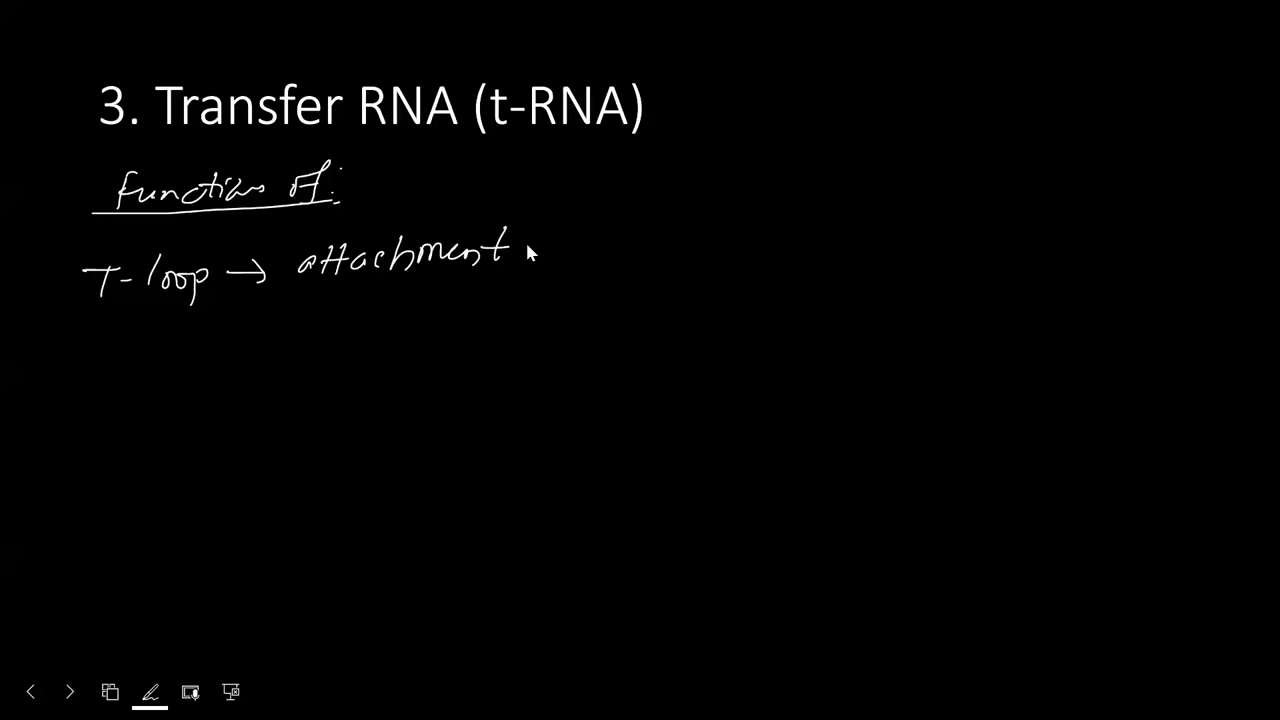 3. Transfer RNA (t-RNA)
Functions of:
T-loop → attachment